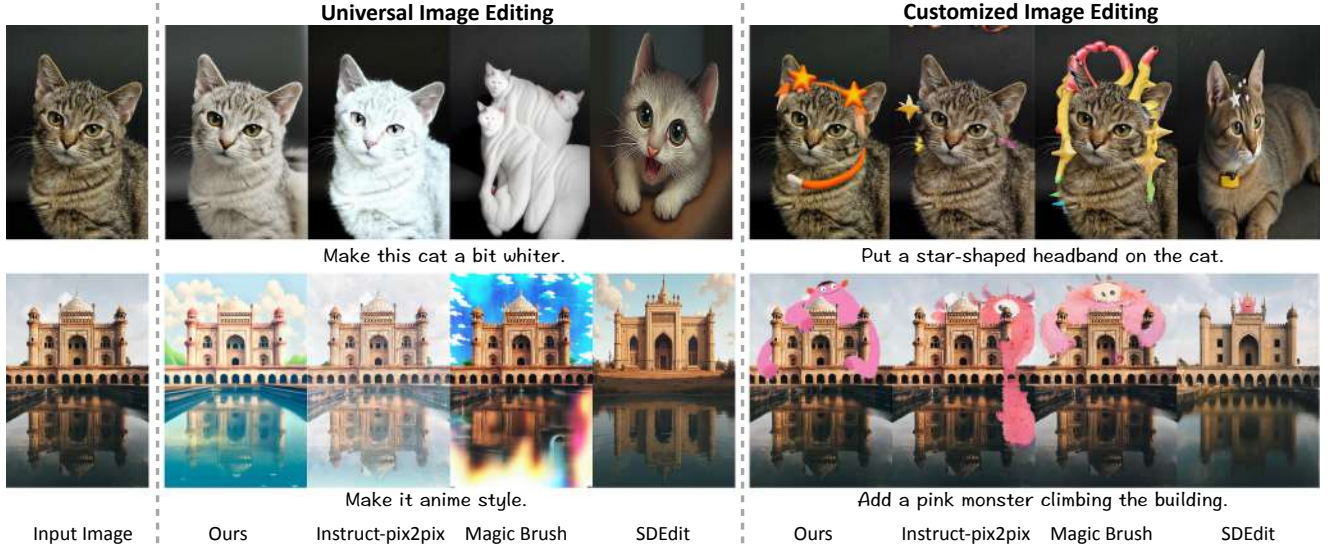 Universal Image Editing
Customized Image Editing
Make this cat a bit whiter.
Put a star-shaped headband on the cat.
Make it anime style.
Add a pink monster climbing the building.
Input Image
Ours
Instruct-pix2pix
Magic Brush
SDEdit
Ours
Instruct-pix2pix
Magic Brush
SDEdit